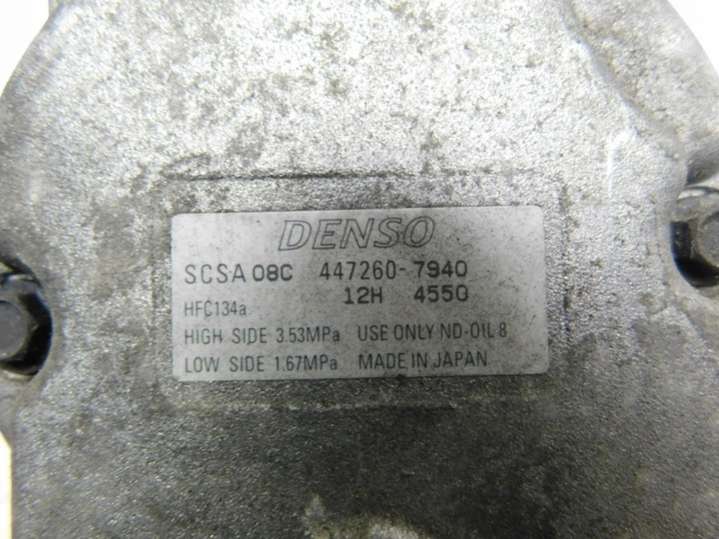 DENSO
SCSA 08C 447260-7940
12H 4550
HFC134a
HIGH SIDE 3.53MPa USE ONLY ND-OIL 8
LOW SIDE 1.67MPa MADE IN JAPAN